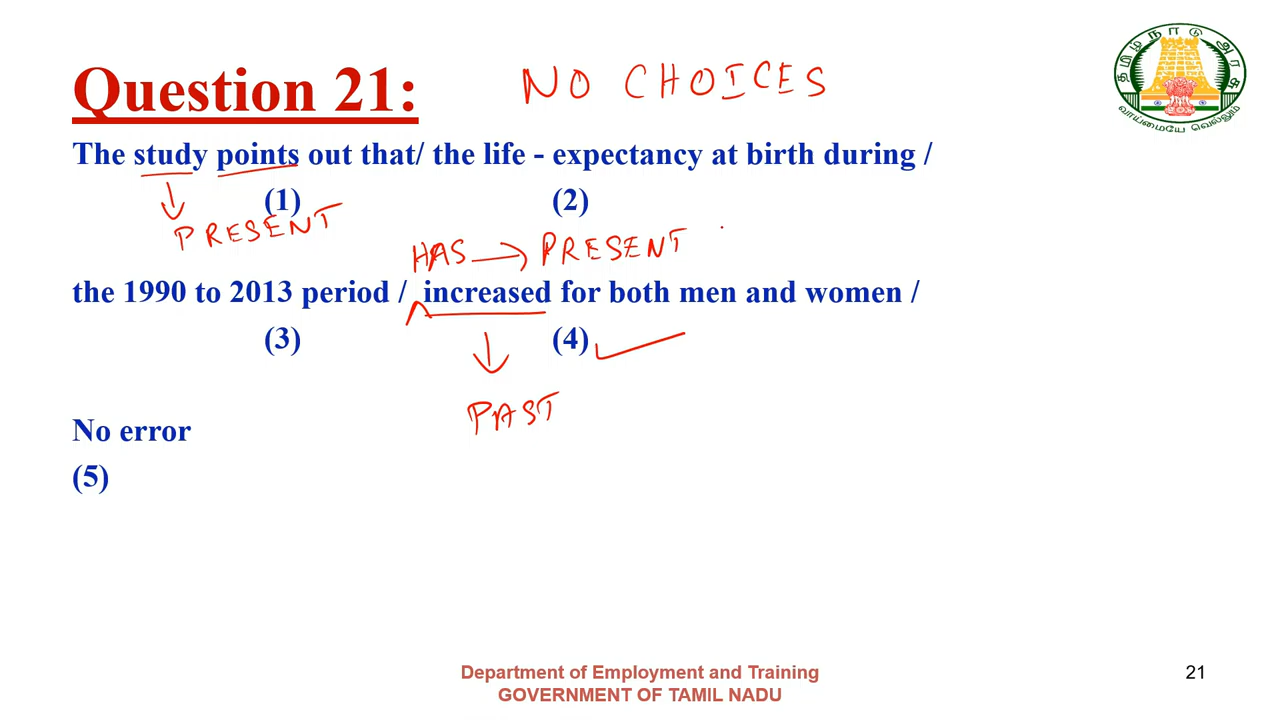 Question 21:
NO CHOICES
தமிழ்நாடு அரசு
வாய்மையே வெல்லும்
The study points out that/ the life - expectancy at birth during /
(1) (2)
PRESENT
HAS → PRESENT
the 1990 to 2013 period / increased for both men and women /
(3) (4)
PAST
No error
(5)
Department of Employment and Training
GOVERNMENT OF TAMIL NADU
21